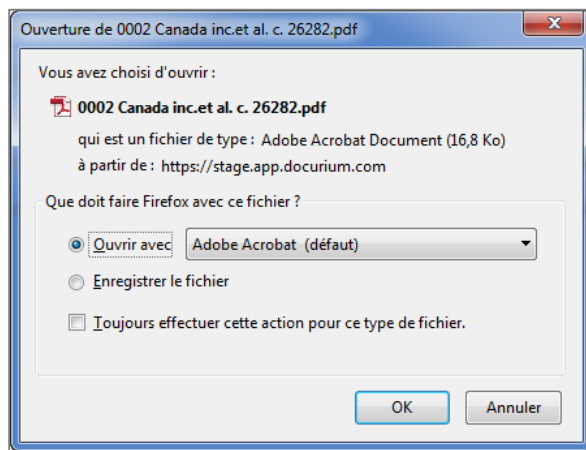 Ouverture de 0002 Canada inc.et al. c. 26282.pdf
Vous avez choisi d'ouvrir :
0002 Canada inc.et al. c. 26282.pdf
qui est un fichier de type : Adobe Acrobat Document (16,8 Ko)
à partir de : https://stage.app.docurium.com
Que doit faire Firefox avec ce fichier ?
Ouvrir avec Adobe Acrobat (défaut)
Enregistrer le fichier
Toujours effectuer cette action pour ce type de fichier.
OK Annuler